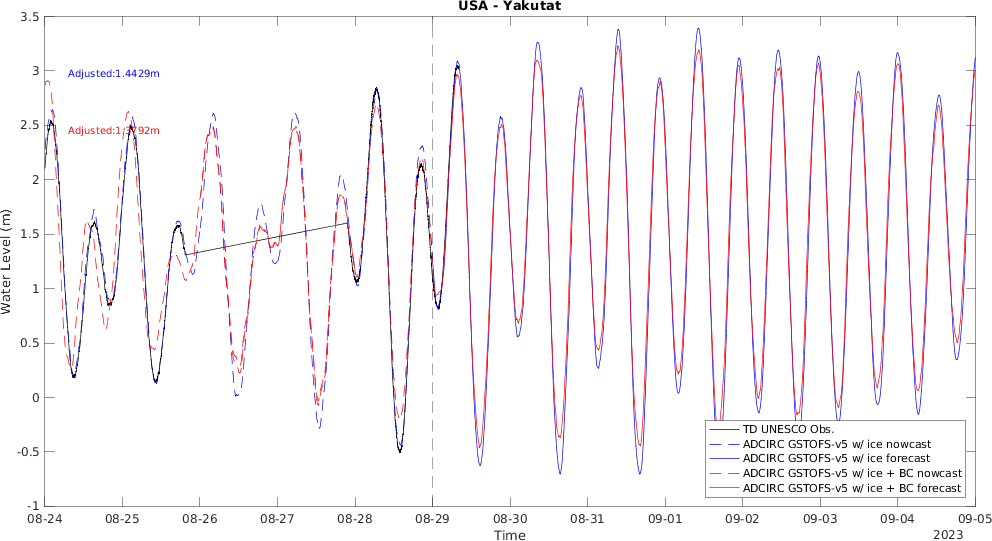 USA - Yakutat
3.5
3
2.5
2
1.5
1
0.5
0
-0.5
-1
Water Level (m)
Adjusted:1.4429m
Adjusted:1.3792m
TD UNESCO Obs.
ADCIRC GSTOFS-v5 w/ ice nowcast
ADCIRC GSTOFS-v5 w/ ice forecast
ADCIRC GSTOFS-v5 w/ ice + BC nowcast
ADCIRC GSTOFS-v5 w/ ice + BC forecast
08-24 08-25 08-26 08-27 08-28 08-29 08-30 08-31 09-01 09-02 09-03 09-04 09-05
Time
2023